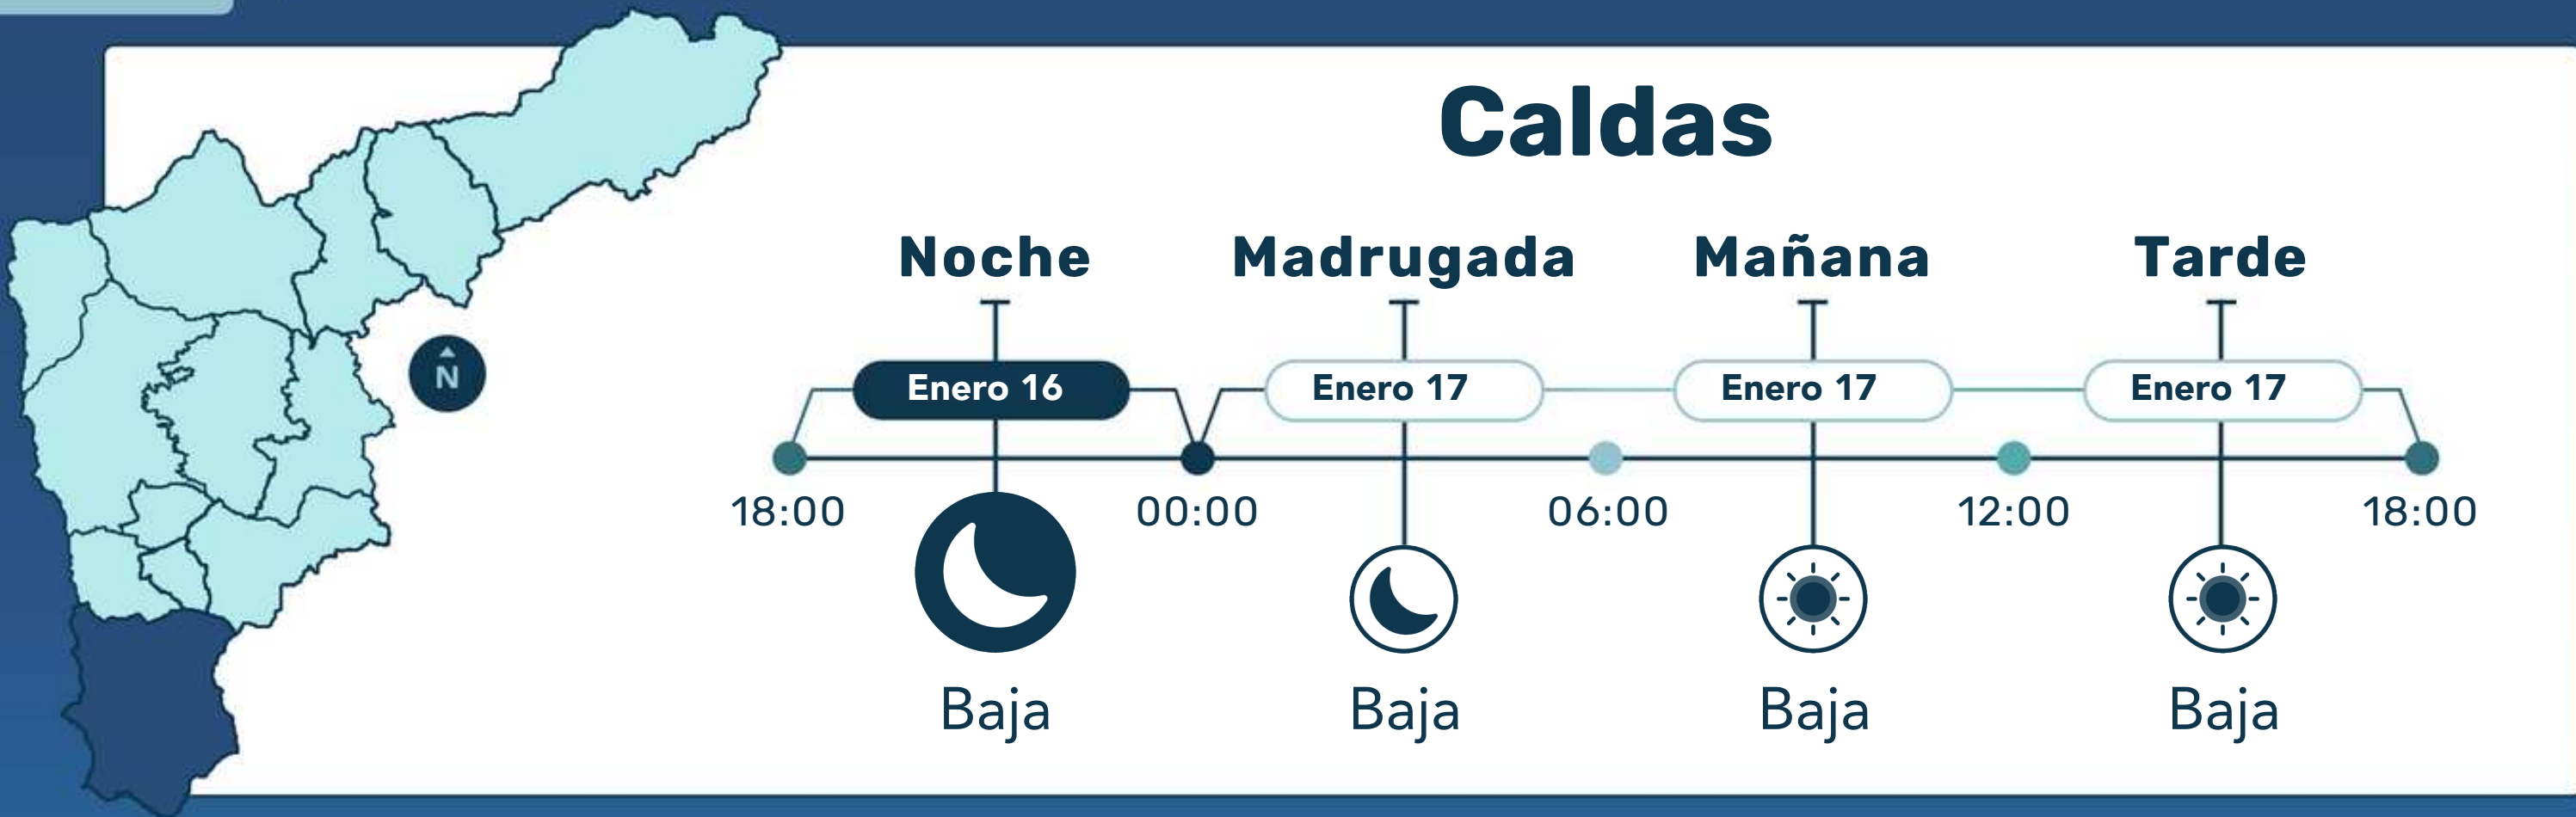 Caldas
Noche Madrugada Mañana Tarde
Enero 16 Enero 17 Enero 17 Enero 17
N
18:00 00:00 06:00 12:00 18:00
Baja Baja Baja Baja